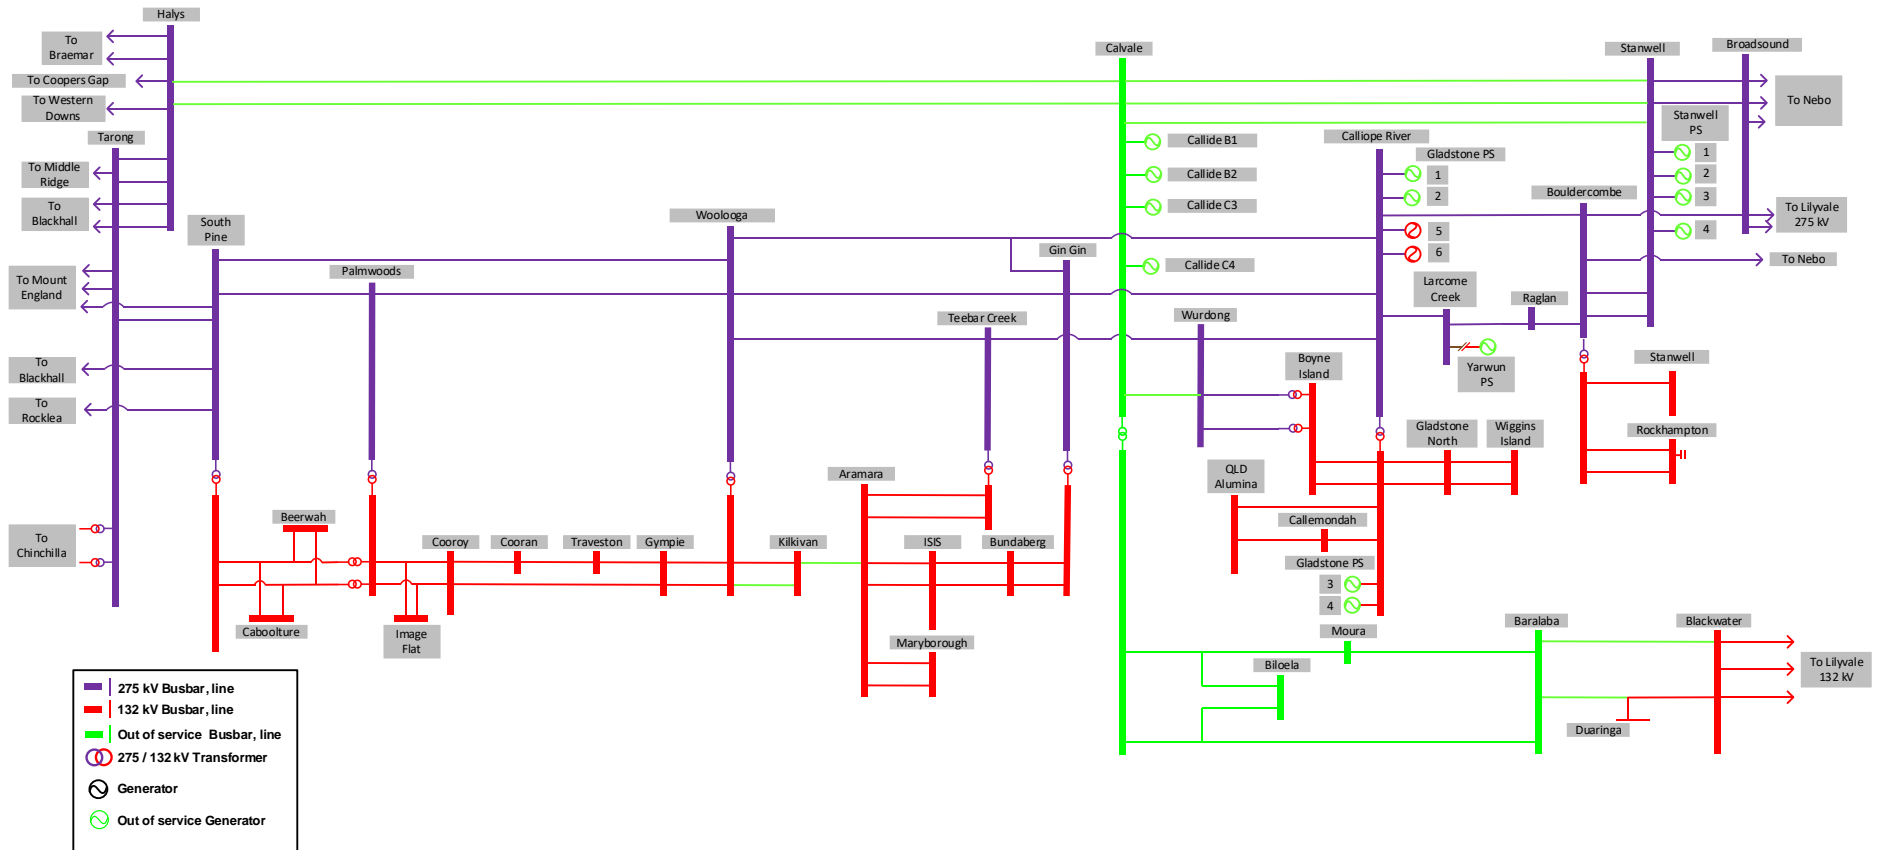 Halys
To
Braemar
To Coopers Gap
To Western
Downs
Tarong
To Middle
Ridge
To
Blackhall
South
Pine
To Mount
England
To
Blackhall
To
Rocklea
To
Chinchilla
Palmwoods
Woolooga
Gin Gin
Teebar Creek
Calvale
Callide B1
Callide B2
Callide C3
Callide C4
Wurdong
Boyne
Island
Calliope River
Gladstone PS
1
2
5
6
Larcome
Creek
Yarwun
PS
Raglan
Bouldercombe
Stanwell
Stanwell
PS
1
2
3
4
Broadsound
To Nebo
To Lilyvale
275 kV
To Nebo
Stanwell
Rockhampton
Gladstone
North
Wiggins
Island
QLD
Alumina
Callemondah
Gladstone PS
3
4
Beerwah
Caboolture
Image
Flat
Cooroy
Cooran
Traveston
Gympie
Kilkivan
Aramara
ISIS
Bundaberg
Maryborough
Moura
Biloela
Baralaba
Blackwater
Duaringa
To Lilyvale
132 kV
275 kV Busbar, line
132 kV Busbar, line
Out of service Busbar, line
275 / 132 kV Transformer
Generator
Out of service Generator